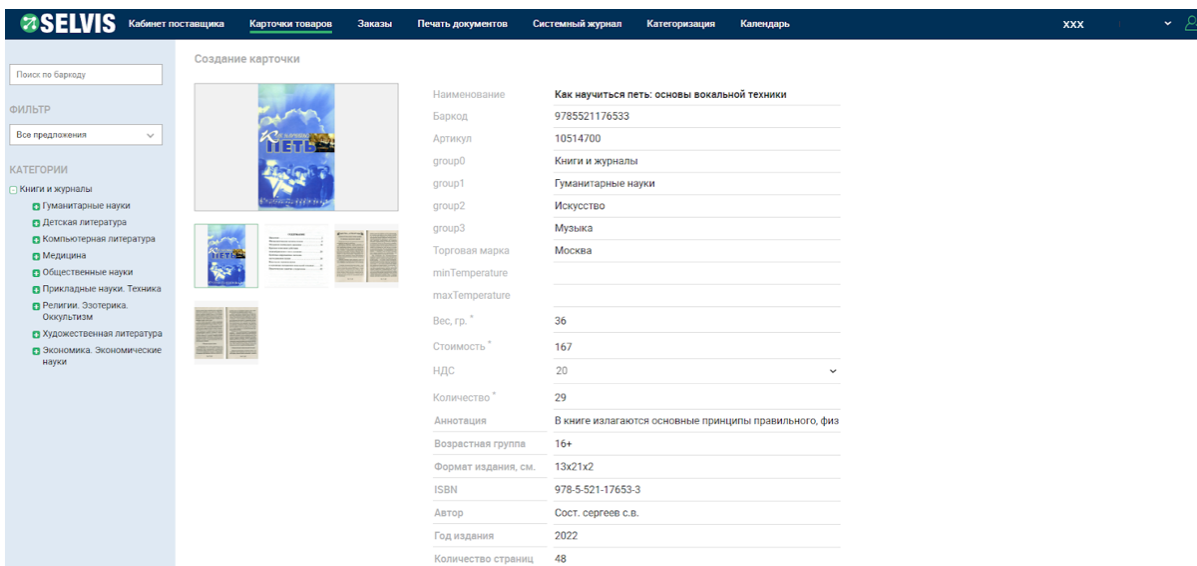 SELVIS Кабинет поставщика Карточки товаров Заказы Печать документов Системный журнал Категоризация Календарь XXX
Поиск по баркоду
ФИЛЬТР
Все предложения
КАТЕГОРИИ
Книги и журналы
Гуманитарные науки
Детская литература
Компьютерная литература
Медицина
Общественные науки
Прикладные науки. Техника
Религии. Эзотерика.
Оккультизм
Художественная литература
Экономика. Экономические
науки
Создание карточки
ПЕТЬ
СОДЕРЖАНИЕ
Наименование Как научиться петь: основы вокальной техники
Баркод 9785521176533
Артикул 10514700
group0 Книги и журналы
group1 Гуманитарные науки
group2 Искусство
group3 Музыка
Торговая марка Москва
minTemperature
maxTemperature
Вес, гр. * 36
Стоимость * 167
НДС 20
Количество * 29
Аннотация В книге излагаются основные принципы правильного, физ
Возрастная группа 16+
Формат издания, см. 13x21x2
ISBN 978-5-521-17653-3
Автор Сост. сергеев с.в.
Год издания 2022
Количество страниц 48